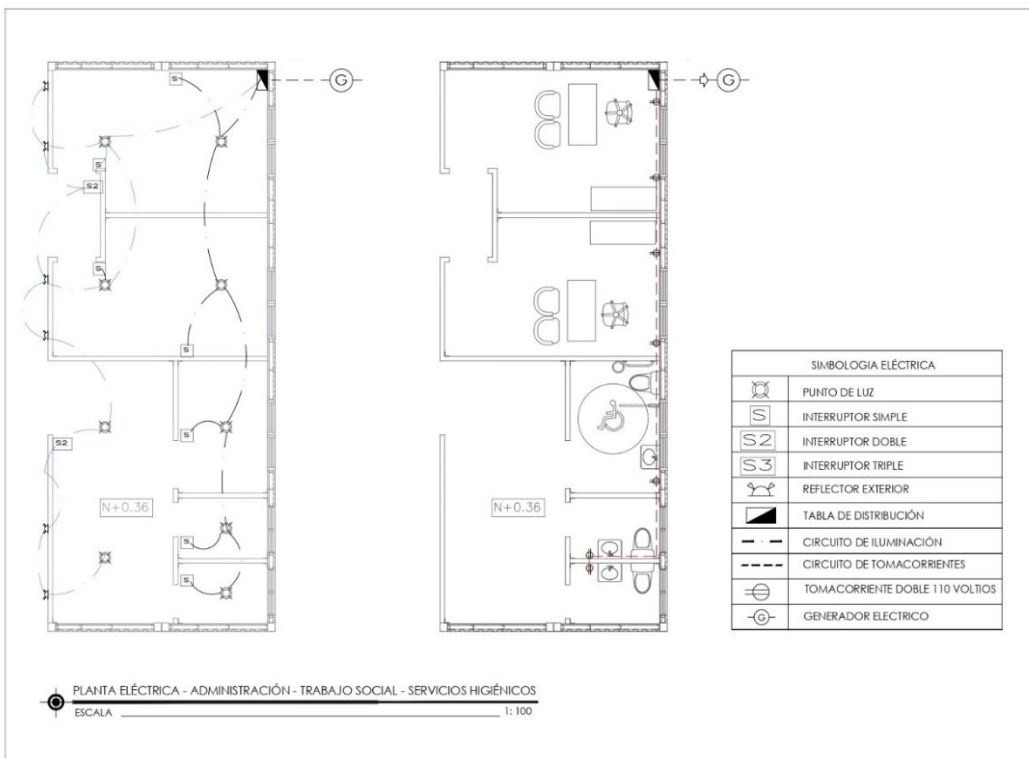 G
G
S
S
S2
S
S
S
S2
N+0.36
S
S
N+0.36
SIMBOLOGIA ELÉCTRICA
PUNTO DE LUZ
S INTERRUPTOR SIMPLE
S2 INTERRUPTOR DOBLE
S3 INTERRUPTOR TRIPLE
REFLECTOR EXTERIOR
TABLA DE DISTRIBUCIÓN
CIRCUITO DE ILUMINACIÓN
CIRCUITO DE TOMACORRIENTES
TOMACORRIENTE DOBLE 110 VOLTIOS
G GENERADOR ELECTRICO
PLANTA ELÉCTRICA - ADMINISTRACIÓN - TRABAJO SOCIAL - SERVICIOS HIGIÉNICOS
ESCALA 1: 100